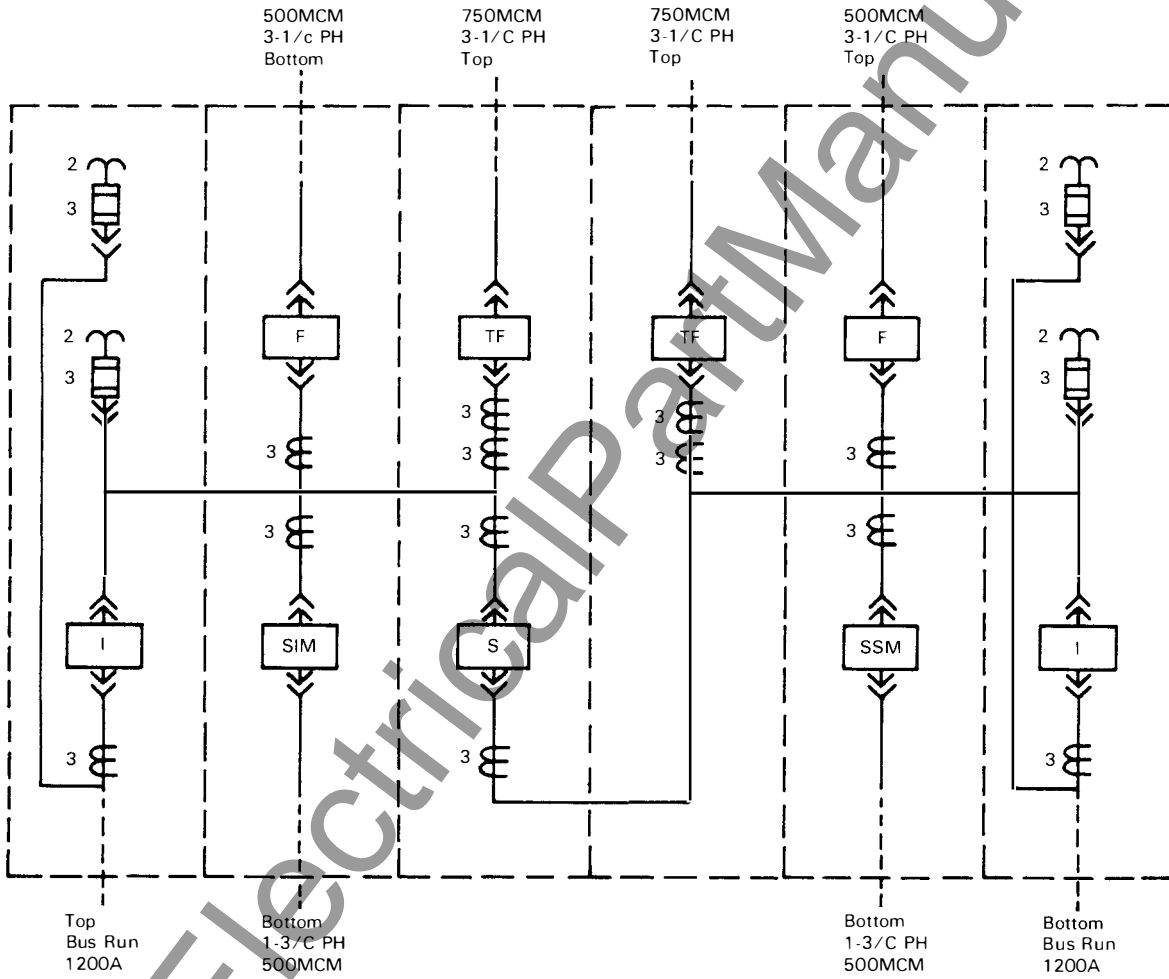 500MCM
3-1/c PH
Bottom
750MCM
3-1/C PH
Top
750MCM
3-1/C PH
Top
500MCM
3-1/C PH
Top
2
3
2
3
2
3
2
3
F
TF
TF
F
3
3
3
3
3
3
3
3
3
3
I
SIM
S
SSM
I
3
3
3
Top
Bus Run
1200A
Bottom
1-3/C PH
500MCM
Bottom
1-3/C PH
500MCM
Bottom
Bus Run
1200A
ElectricalPartManu